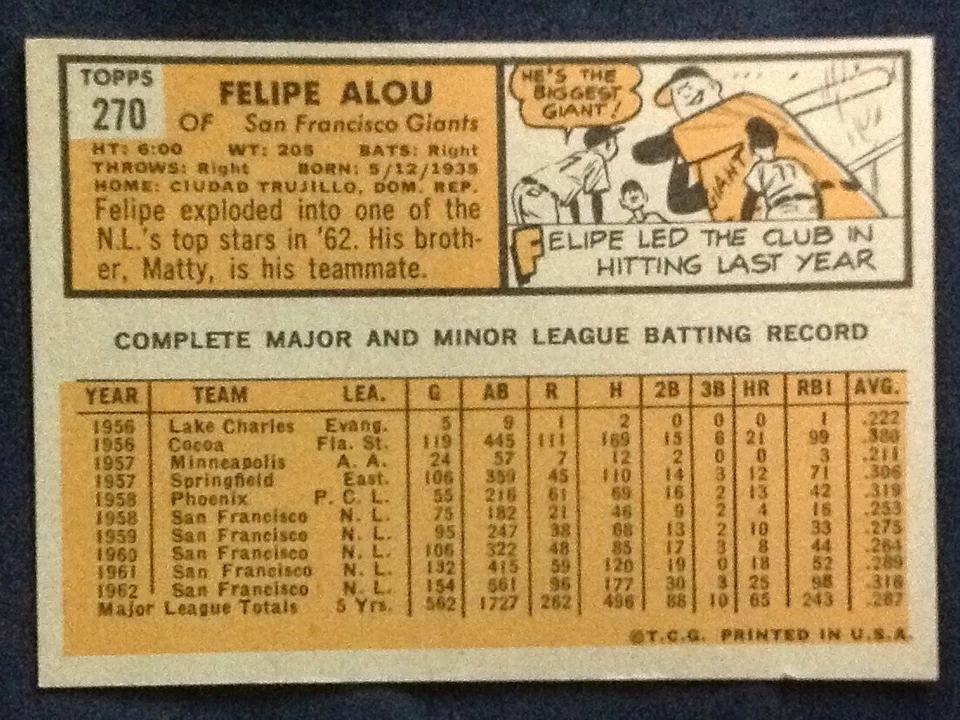 TOPPS
270
FELIPE ALOU
OF San Francisco Giants
HT: 6:00 WT: 205 BATS: Right
THROWS: Right BORN: 5/12/1935
HOME: CIUDAD TRUJILLO, DOM. REP.
Felipe exploded into one of the
N.L.'s top stars in '62. His broth-
er, Matty, is his teammate.
HE'S THE
BIGGEST
GIANT!
GIANT
FELIPE LED THE CLUB IN
HITTING LAST YEAR
COMPLETE MAJOR AND MINOR LEAGUE BATTING RECORD
YEAR TEAM LEA. G AB R H 2B 3B HR RBI AVG.
1956 Lake Charles Evang. 5 9 1 2 0 0 0 1 .222
1956 Cocoa Fla. St. 119 445 111 169 15 6 21 99 .380
1957 Minneapolis A. A. 24 57 7 12 2 0 0 3 .211
1957 Springfield East. 106 359 45 110 14 3 12 71 .306
1958 Phoenix P. C. L. 55 216 61 69 16 2 13 42 .319
1958 San Francisco N. L. 75 182 21 46 9 2 4 16 .253
1959 San Francisco N. L. 95 247 38 68 13 2 10 33 .275
1960 San Francisco N. L. 106 322 48 85 17 3 8 44 .264
1961 San Francisco N. L. 132 415 59 120 19 0 18 52 .289
1962 San Francisco N. L. 154 561 96 177 30 3 25 98 .316
Major League Totals 5 Yrs. 562 1727 262 496 88 10 65 243 .287
©T.C.G. PRINTED IN U.S.A.